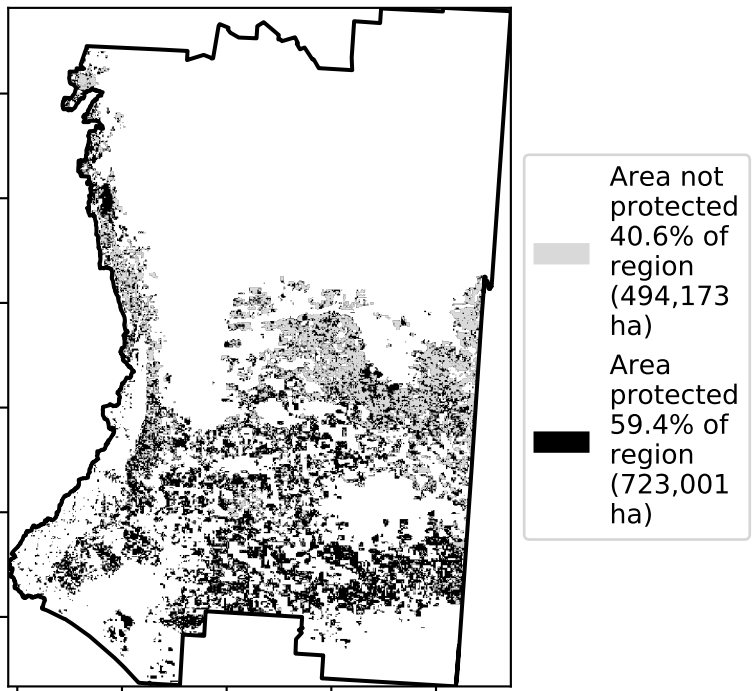 Area not
protected
40.6% of
region
(494,173
ha)
Area
protected
59.4% of
region
(723,001
ha)